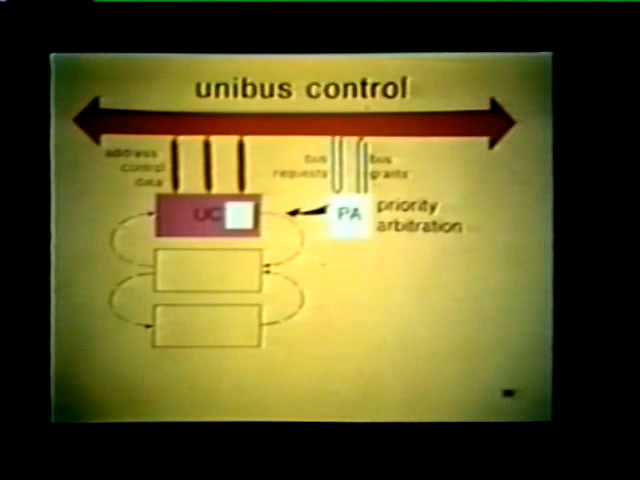 unibus control
address
control
data
bus
requests
bus
grants
UC
PA
priority
arbitration